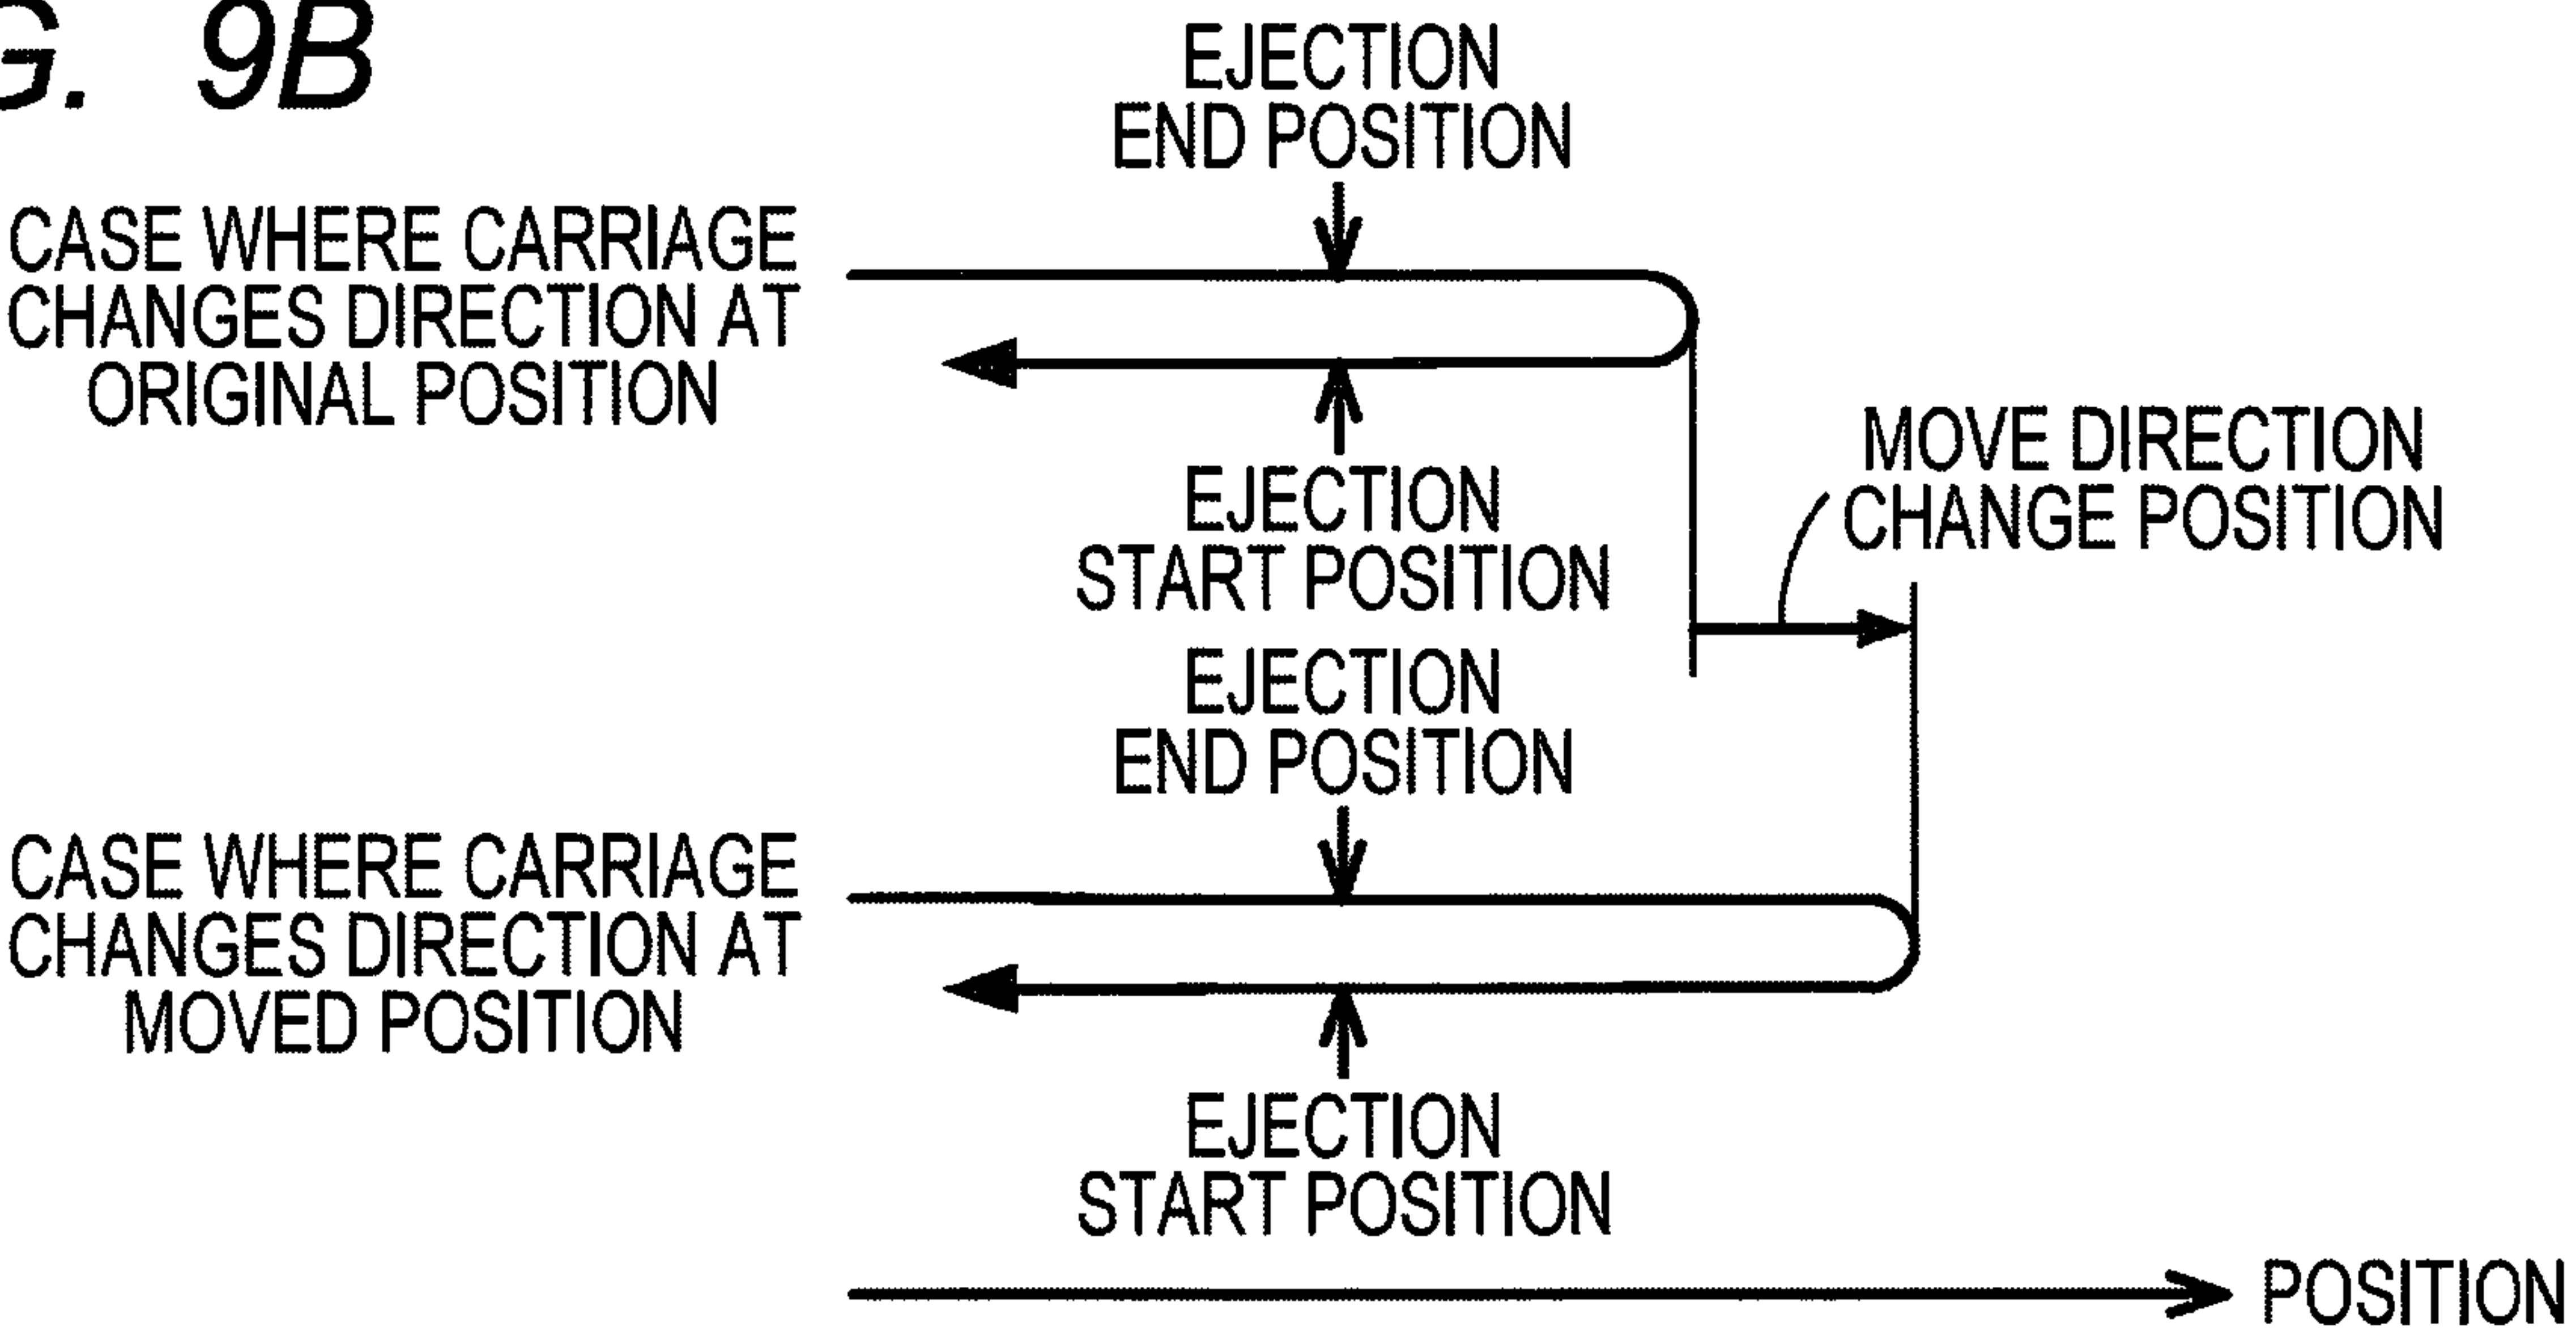 G. 9B
EJECTION
END POSITION
CASE WHERE CARRIAGE
CHANGES DIRECTION AT
ORIGINAL POSITION
EJECTION
START POSITION
MOVE DIRECTION
CHANGE POSITION
EJECTION
END POSITION
CASE WHERE CARRIAGE
CHANGES DIRECTION AT
MOVED POSITION
EJECTION
START POSITION
POSITION